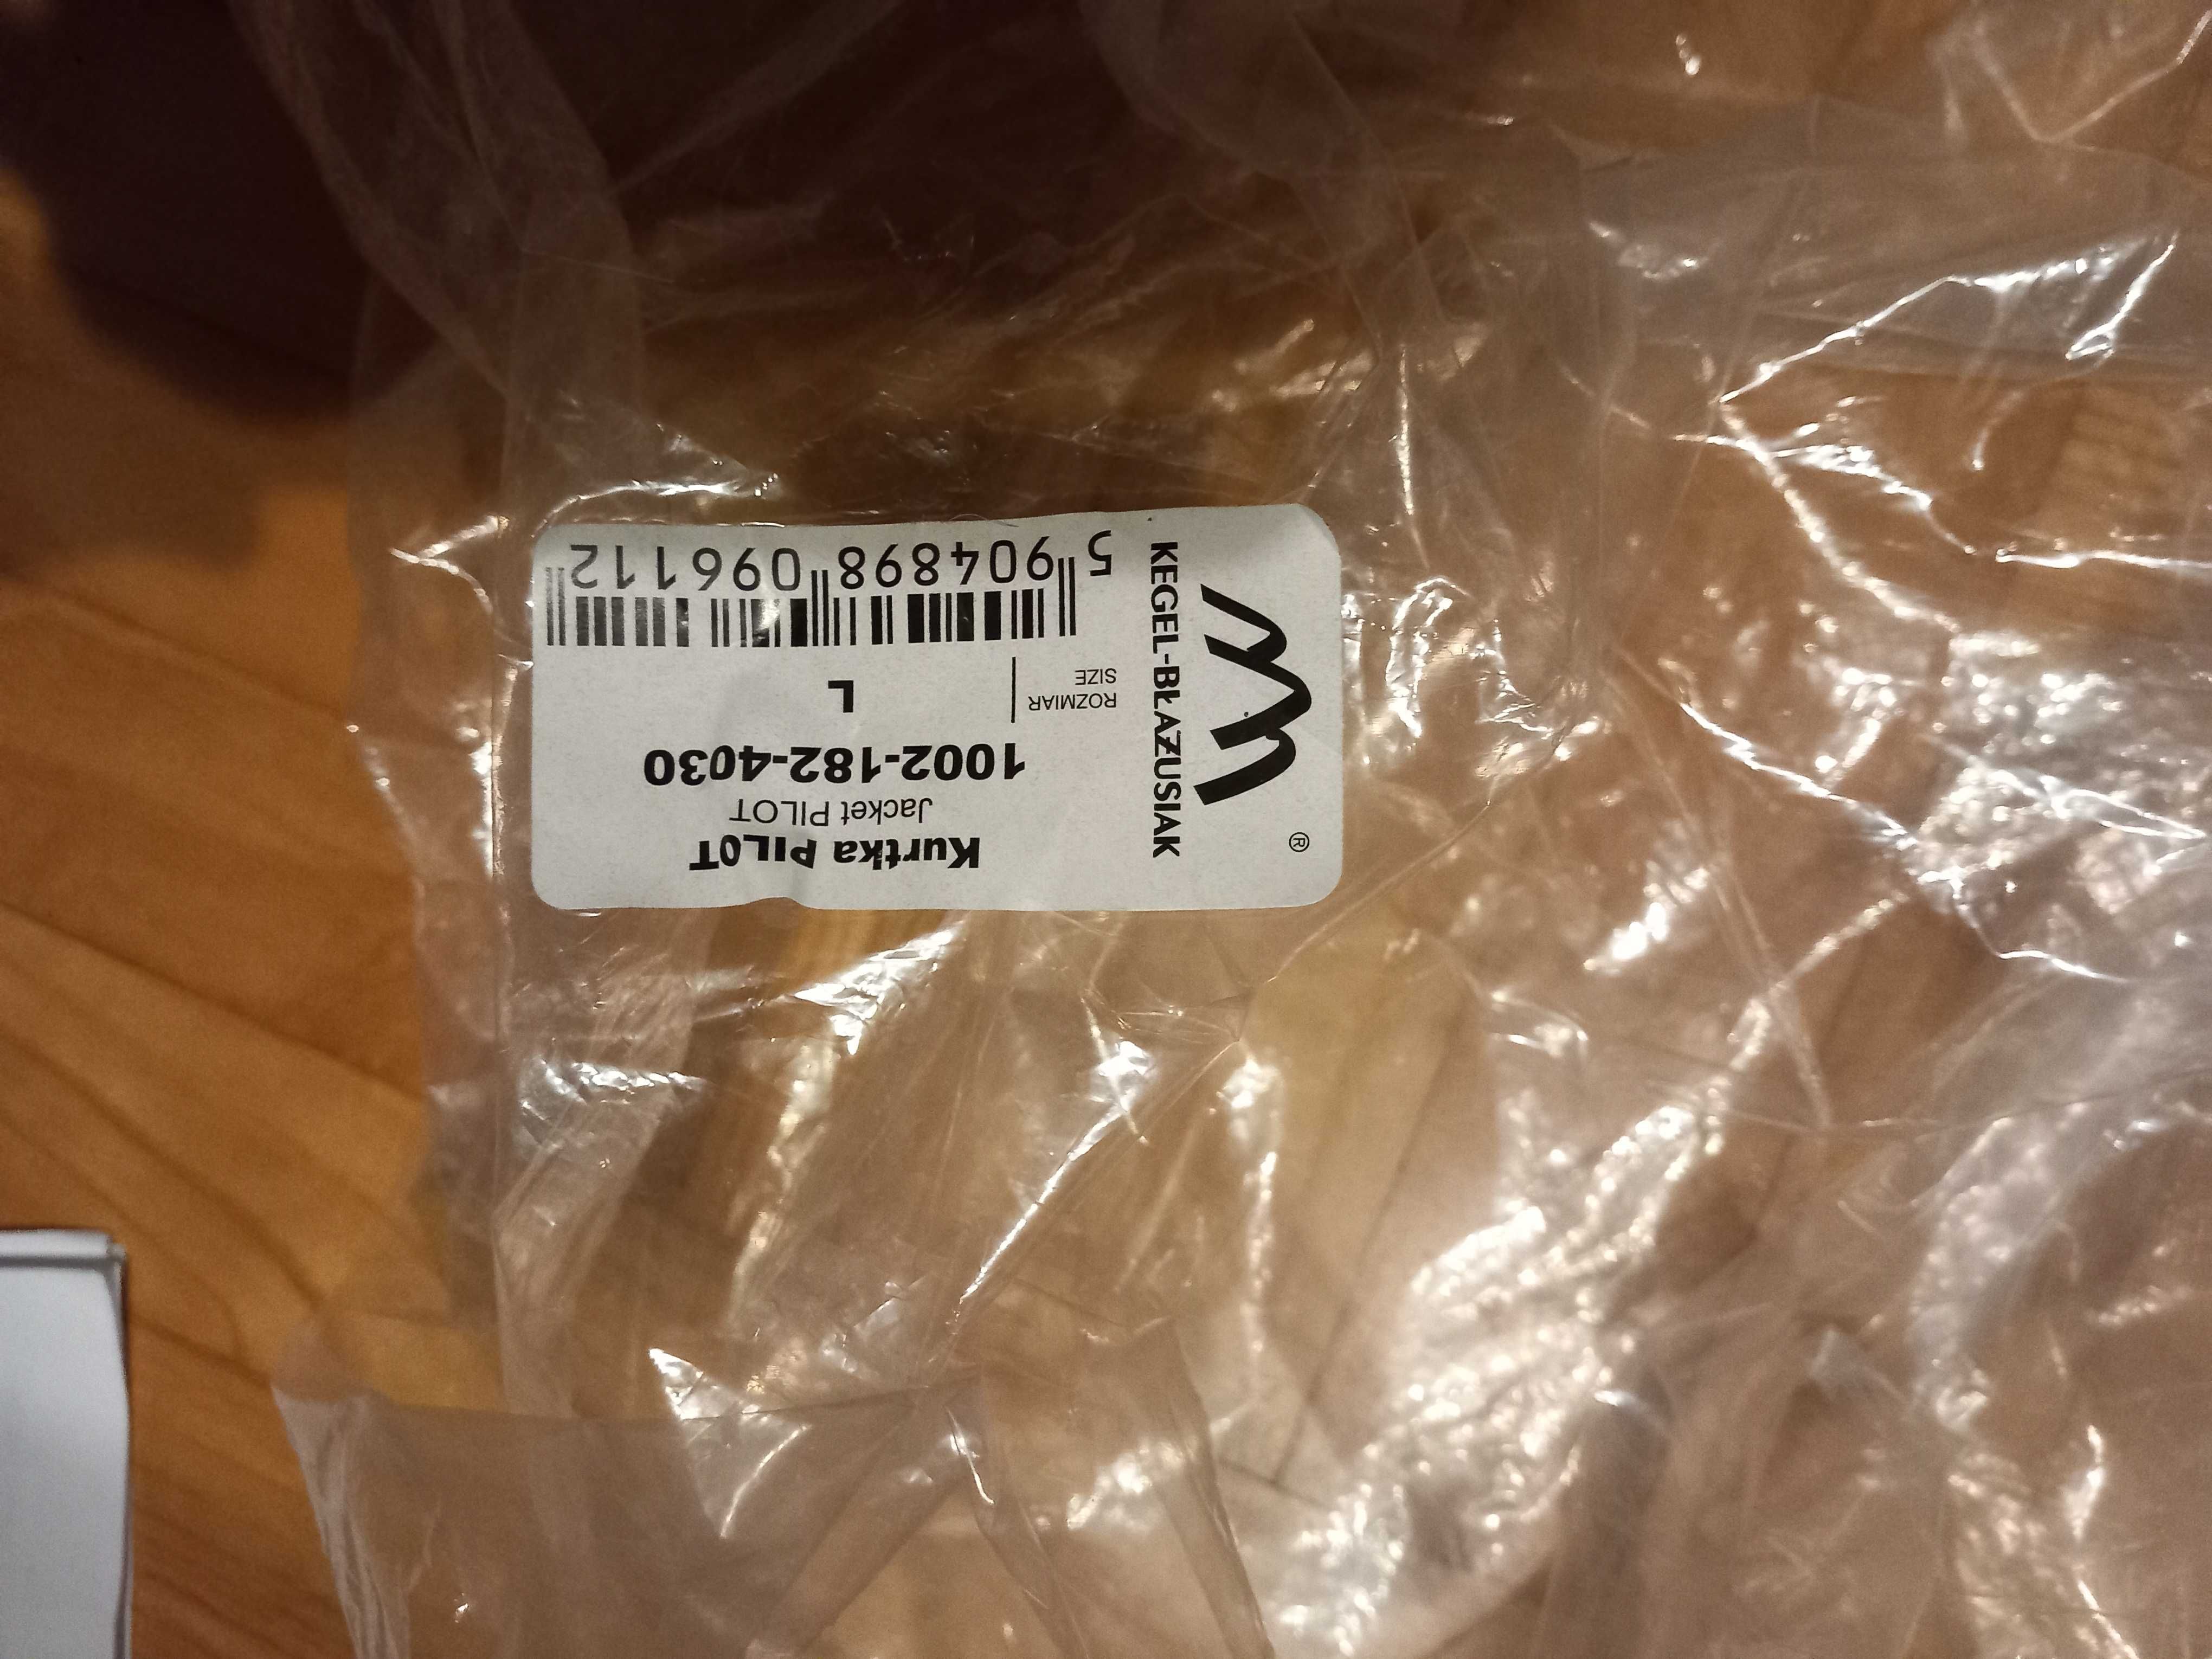 Kurtka PILOT
Jacket PILOT
1002-182-4030
ROZMIAR
SIZE
L
5 904898 096112
KEGEL-BŁAŻUSIAK
®